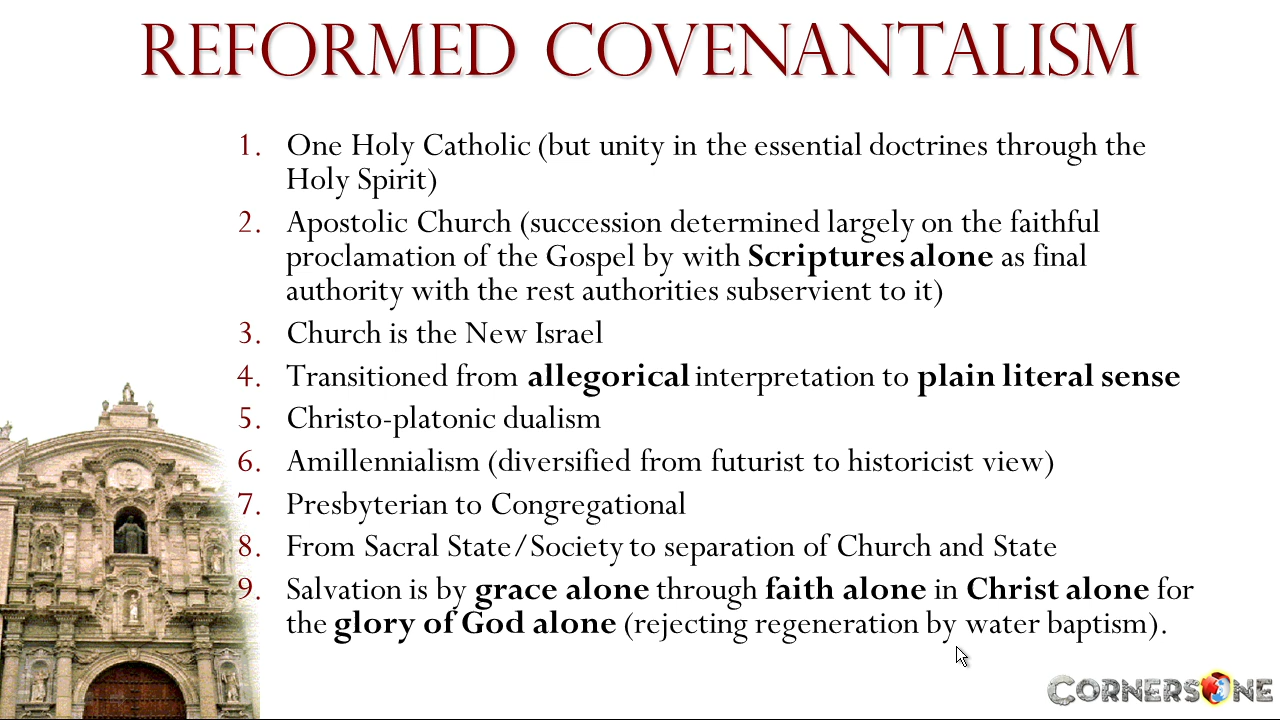 REFORMED COVENANTALISM
1. One Holy Catholic (but unity in the essential doctrines through the
Holy Spirit)
2. Apostolic Church (succession determined largely on the faithful
proclamation of the Gospel by with Scriptures alone as final
authority with the rest authorities subservient to it)
3. Church is the New Israel
4. Transitioned from allegorical interpretation to plain literal sense
5. Christo-platonic dualism
6. Amillennialism (diversified from futurist to historicist view)
7. Presbyterian to Congregational
8. From Sacral State/Society to separation of Church and State
9. Salvation is by grace alone through faith alone in Christ alone for
the glory of God alone (rejecting regeneration by water baptism).
CORNERSONE